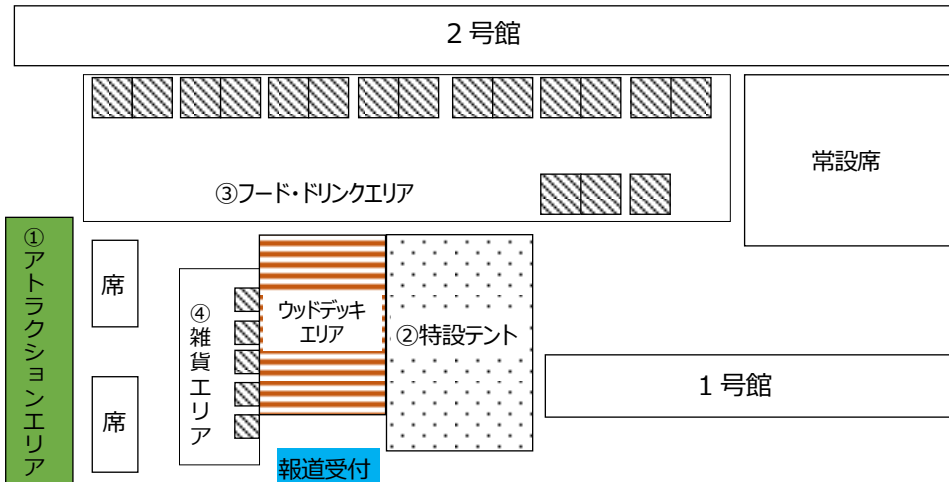 2号館
常設席
③フード・ドリンクエリア
①アトラクションエリア
席
④雑貨エリア
ウッドデッキ
エリア
②特設テント
1号館
席
報道受付